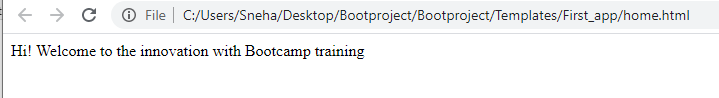 File C:/Users/Sneha/Desktop/Bootproject/Bootproject/Templates/First_app/home.html
Hi! Welcome to the innovation with Bootcamp training